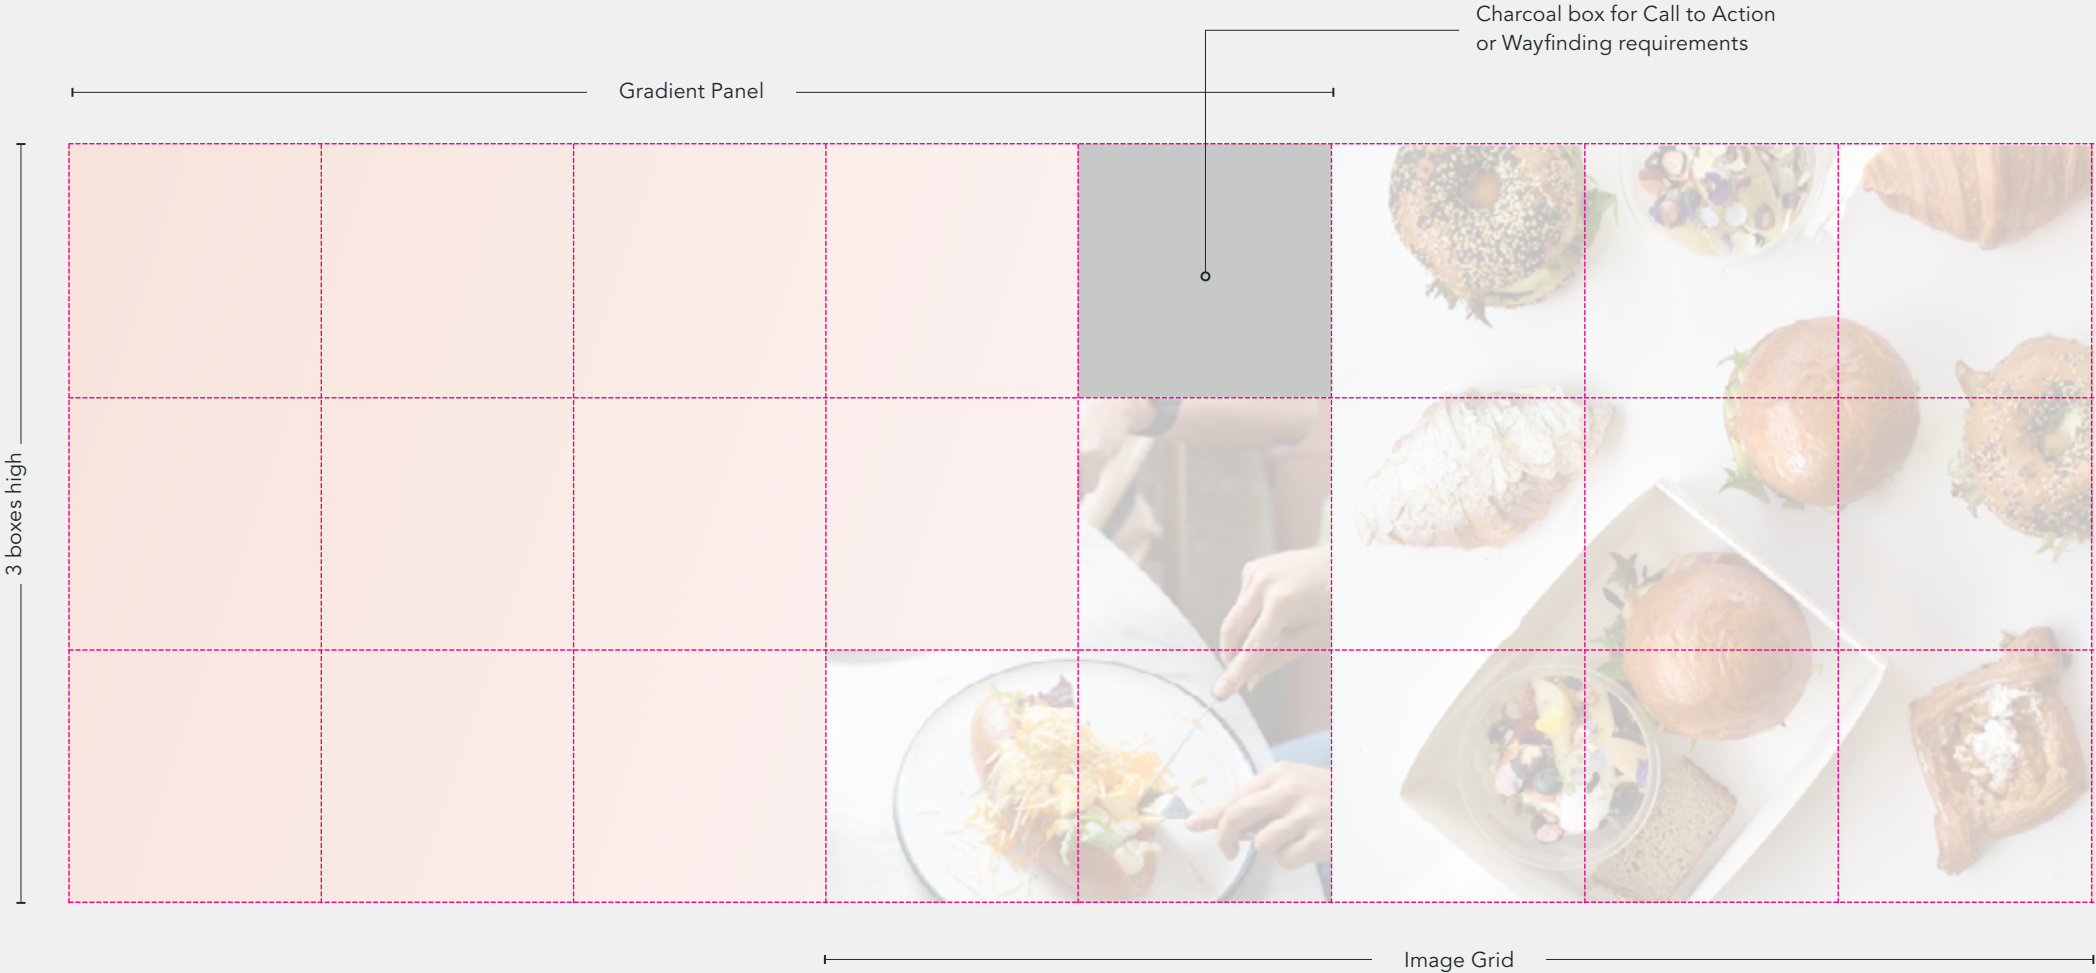 Charcoal box for Call to Action
or Wayfinding requirements
Gradient Panel
3 boxes high
Image Grid